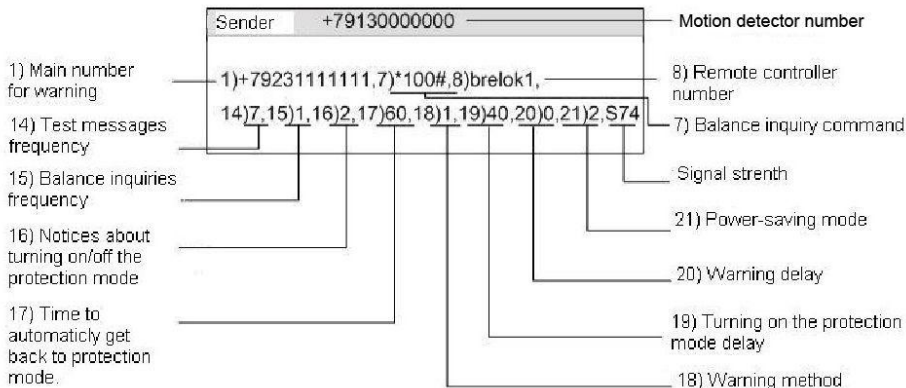 Sender +79130000000
Motion detector number
1)+79231111111,7)*100#,8)brelok1,
14)7,15)1,16)2,17)60,18)1,19)40,20)0,21)2,S74
1) Main number
for warning
14) Test messages
frequency
15) Balance inquiries
frequency
16) Notices about
turning on/off the
protection mode
17) Time to
automaticly get
back to protection
mode.
8) Remote controller
number
7) Balance inquiry command
Signal strenth
21) Power-saving mode
20) Warning delay
19) Turning on the protection
mode delay
18) Warning method